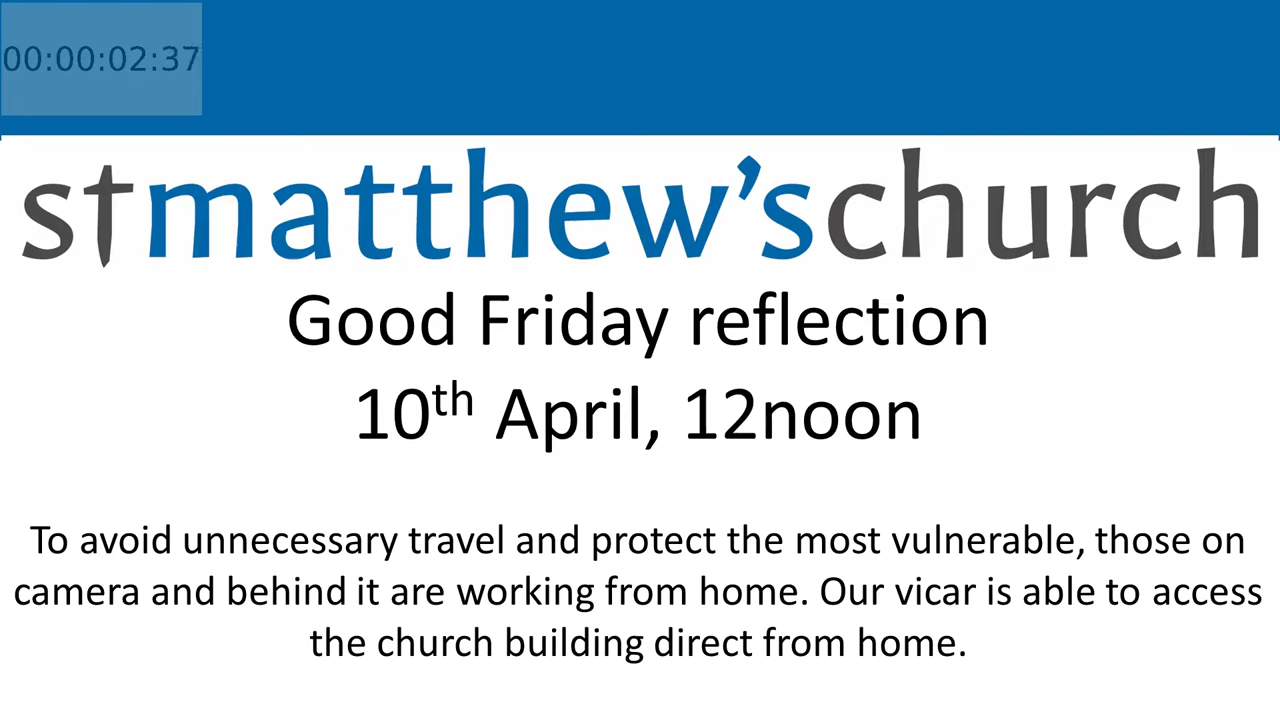 00:00:02:37
stmatthew'schurch
Good Friday reflection
10th April, 12noon
To avoid unnecessary travel and protect the most vulnerable, those on
camera and behind it are working from home. Our vicar is able to access
the church building direct from home.